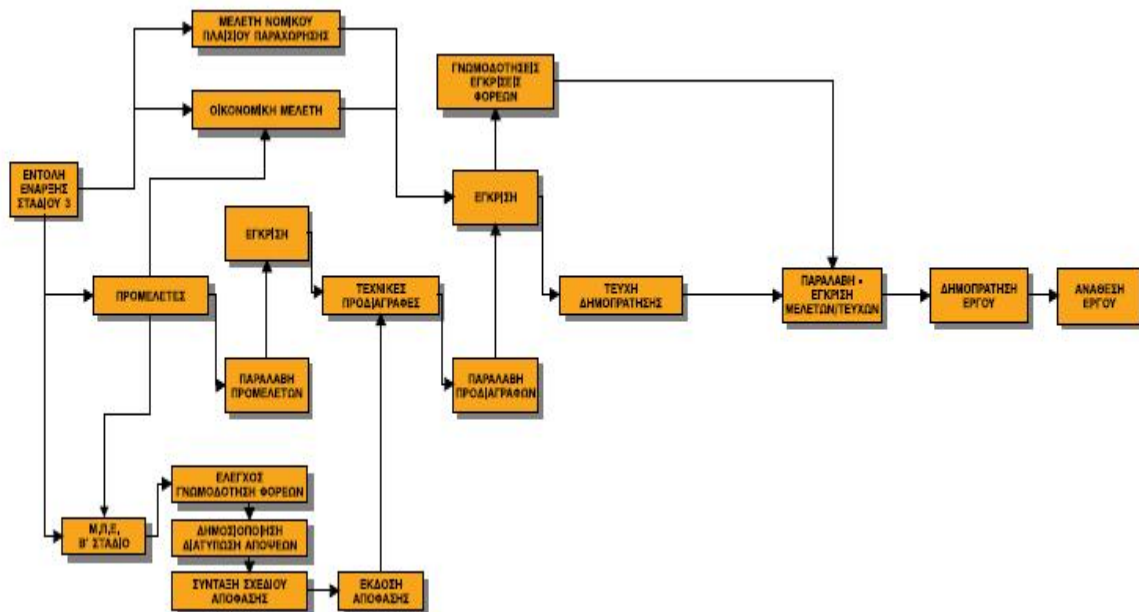 ΜΕΛΕΤΗ ΝΟΜΙΚΟΥ
ΠΛΑΙΣΙΟΥ ΠΑΡΑΧΩΡΗΣΗΣ
ΓΝΩΜΟΔΟΤΗΣΕΙΣ
ΕΓΚΡΙΣΕΙΣ
ΦΟΡΕΩΝ
ΟΙΚΟΝΟΜΙΚΗ ΜΕΛΕΤΗ
ΕΝΤΟΛΗ
ΕΝΑΡΞΗΣ
ΣΤΑΔΙΟΥ 3
ΕΓΚΡΙΣΗ
ΕΓΚΡΙΣΗ
ΠΡΟΜΕΛΕΤΕΣ
ΤΕΧΝΙΚΕΣ
ΠΡΟΔΙΑΓΡΑΦΕΣ
ΤΕΥΧΗ
ΔΗΜΟΠΡΑΤΗΣΗΣ
ΠΑΡΑΛΑΒΗ -
ΕΓΚΡΙΣΗ
ΜΕΛΕΤΩΝ/ΤΕΥΧΩΝ
ΔΗΜΟΠΡΑΤΗΣΗ
ΕΡΓΟΥ
ΑΝΑΘΕΣΗ
ΕΡΓΟΥ
ΠΑΡΑΛΑΒΗ
ΠΡΟΜΕΛΕΤΩΝ
ΠΑΡΑΛΑΒΗ
ΠΡΟΔΙΑΓΡΑΦΩΝ
ΕΛΕΓΧΟΣ
ΓΝΩΜΟΔΟΤΗΣΗ ΦΟΡΕΩΝ
Μ.Π.Ε.
Β' ΣΤΑΔΙΟ
ΔΗΜΟΣΙΟΠΟΙΗΣΗ
ΔΙΑΤΥΠΩΣΗ ΑΠΟΨΕΩΝ
ΣΥΝΤΑΞΗ ΣΧΕΔΙΟΥ
ΑΠΟΦΑΣΗΣ
ΕΚΔΟΣΗ
ΑΠΟΦΑΣΗΣ